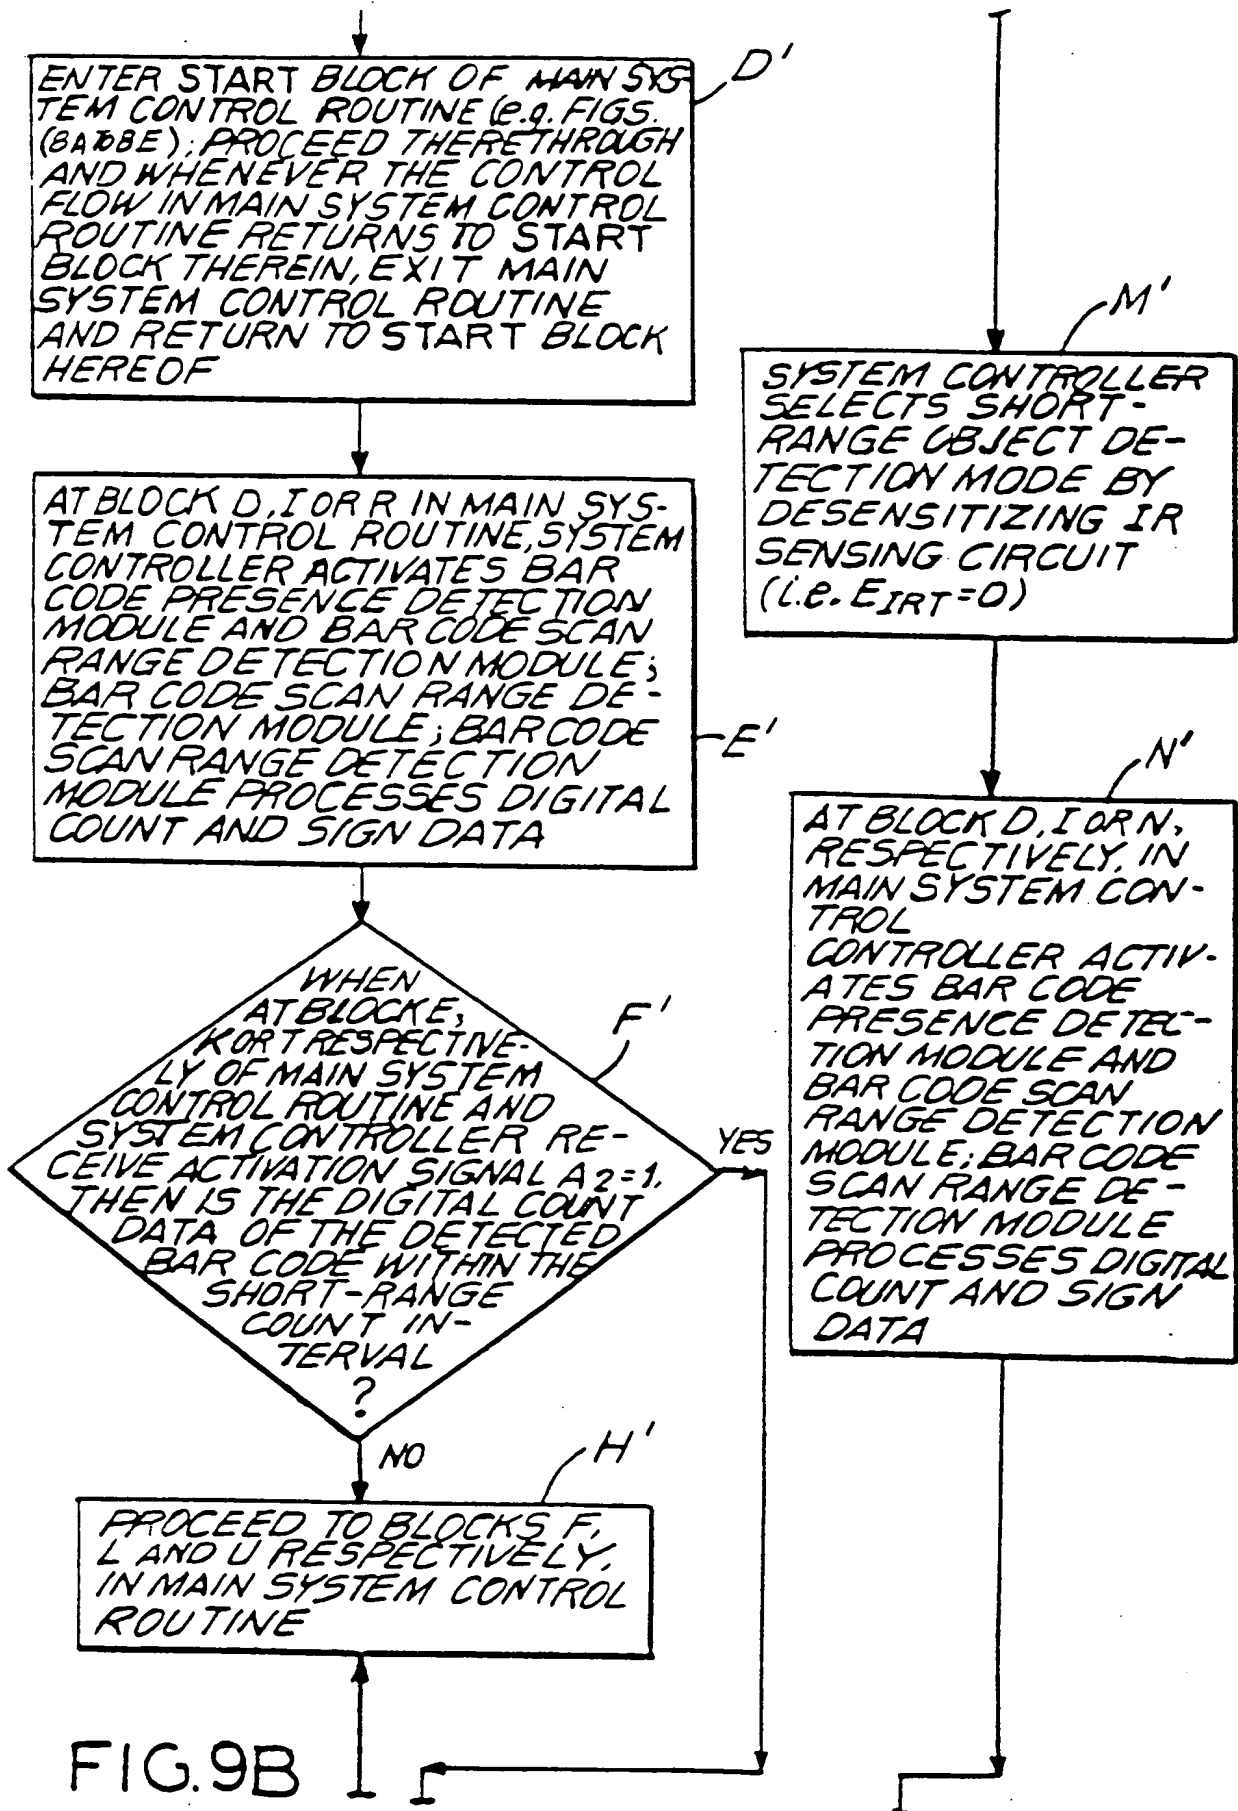 D'
ENTER START BLOCK OF MAIN SYS-
TEM CONTROL ROUTINE (e.g. FIGS.
(8A TO 8E); PROCEED THERETHROUGH
AND WHENEVER THE CONTROL
FLOW IN MAIN SYSTEM CONTROL
ROUTINE RETURNS TO START
BLOCK THEREIN, EXIT MAIN
SYSTEM CONTROL ROUTINE
AND RETURN TO START BLOCK
HEREOF
E'
AT BLOCK D, I OR R IN MAIN SYS-
TEM CONTROL ROUTINE, SYSTEM
CONTROLLER ACTIVATES BAR
CODE PRESENCE DETECTION
MODULE AND BAR CODE SCAN
RANGE DETECTION MODULE;
BAR CODE SCAN RANGE DE-
TECTION MODULE; BAR CODE
SCAN RANGE DETECTION
MODULE PROCESSES DIGITAL
COUNT AND SIGN DATA
F'
WHEN
AT BLOCK E,
K OR T RESPECTIVE-
LY OF MAIN SYSTEM
CONTROL ROUTINE AND
SYSTEM CONTROLLER RE-
CEIVE ACTIVATION SIGNAL A2=1,
THEN IS THE DIGITAL COUNT
DATA OF THE DETECTED
BAR CODE WITHIN THE
SHORT-RANGE
COUNT IN-
TERVAL
?
YES
NO
H'
PROCEED TO BLOCKS F,
L AND U RESPECTIVELY,
IN MAIN SYSTEM CONTROL
ROUTINE
M'
SYSTEM CONTROLLER
SELECTS SHORT-
RANGE OBJECT DE-
TECTION MODE BY
DESENSITIZING IR
SENSING CIRCUIT
(i.e. EIRT=0)
N'
AT BLOCK D, I OR N,
RESPECTIVELY, IN
MAIN SYSTEM CON-
TROL
CONTROLLER ACTIV-
ATES BAR CODE
PRESENCE DETEC-
TION MODULE AND
BAR CODE SCAN
RANGE DETECTION
MODULE; BAR CODE
SCAN RANGE DE-
TECTION MODULE
PROCESSES DIGITAL
COUNT AND SIGN
DATA
FIG. 9B